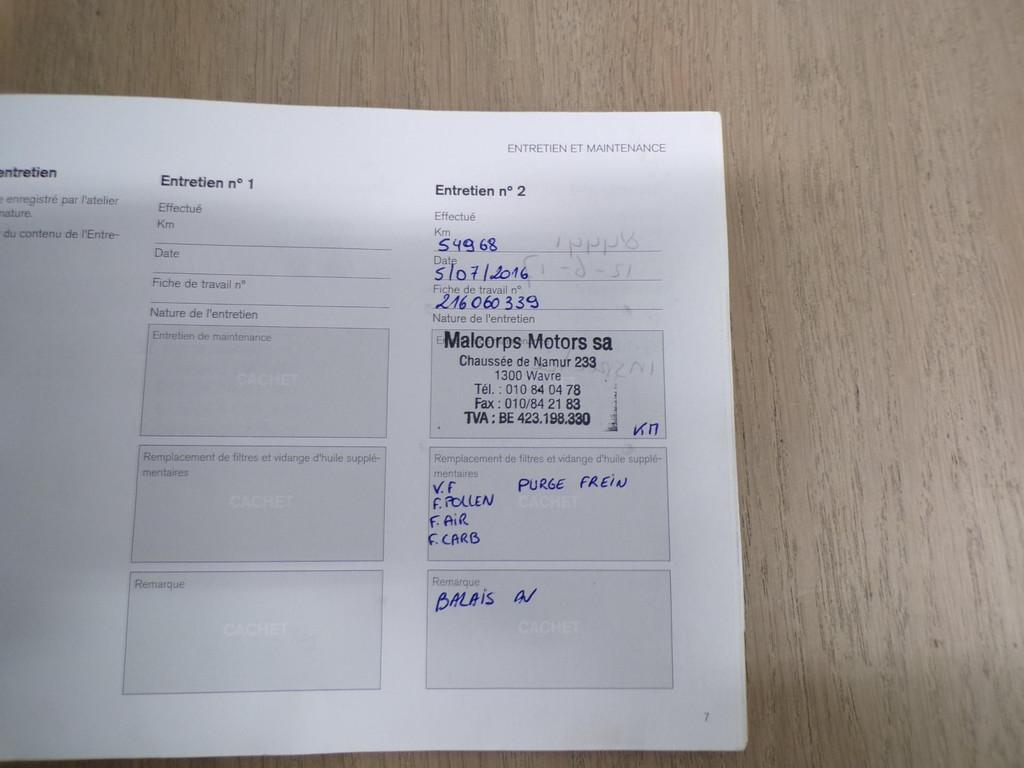 ENTRETIEN ET MAINTENANCE
entretien
e enregistré par l'atelier
nature.
du contenu de l'Entre-
Entretien n° 1
Effectué
Km
Date
Fiche de travail n°
Nature de l'entretien
Entretien de maintenance
CACHET
Remplacement de filtres et vidange d'huile supplé-
mentaires
CACHET
Remarque
CACHET
Entretien n° 2
Effectué
Km
54968
Date
5/07/2016
Fiche de travail n°
216060339
Nature de l'entretien
Malcorps Motors sa
Chaussée de Namur 233
1300 Wavre
Tél. : 010 84 04 78
Fax : 010/84 21 83
TVA : BE 423.198.330
KM
Remplacement de filtres et vidange d'huile supplé-
mentaires
V.F PURGE FREIN
F.POLLEN
CACHET
F.AIR
F.CARB
Remarque
BALAIS AV
CACHET
7